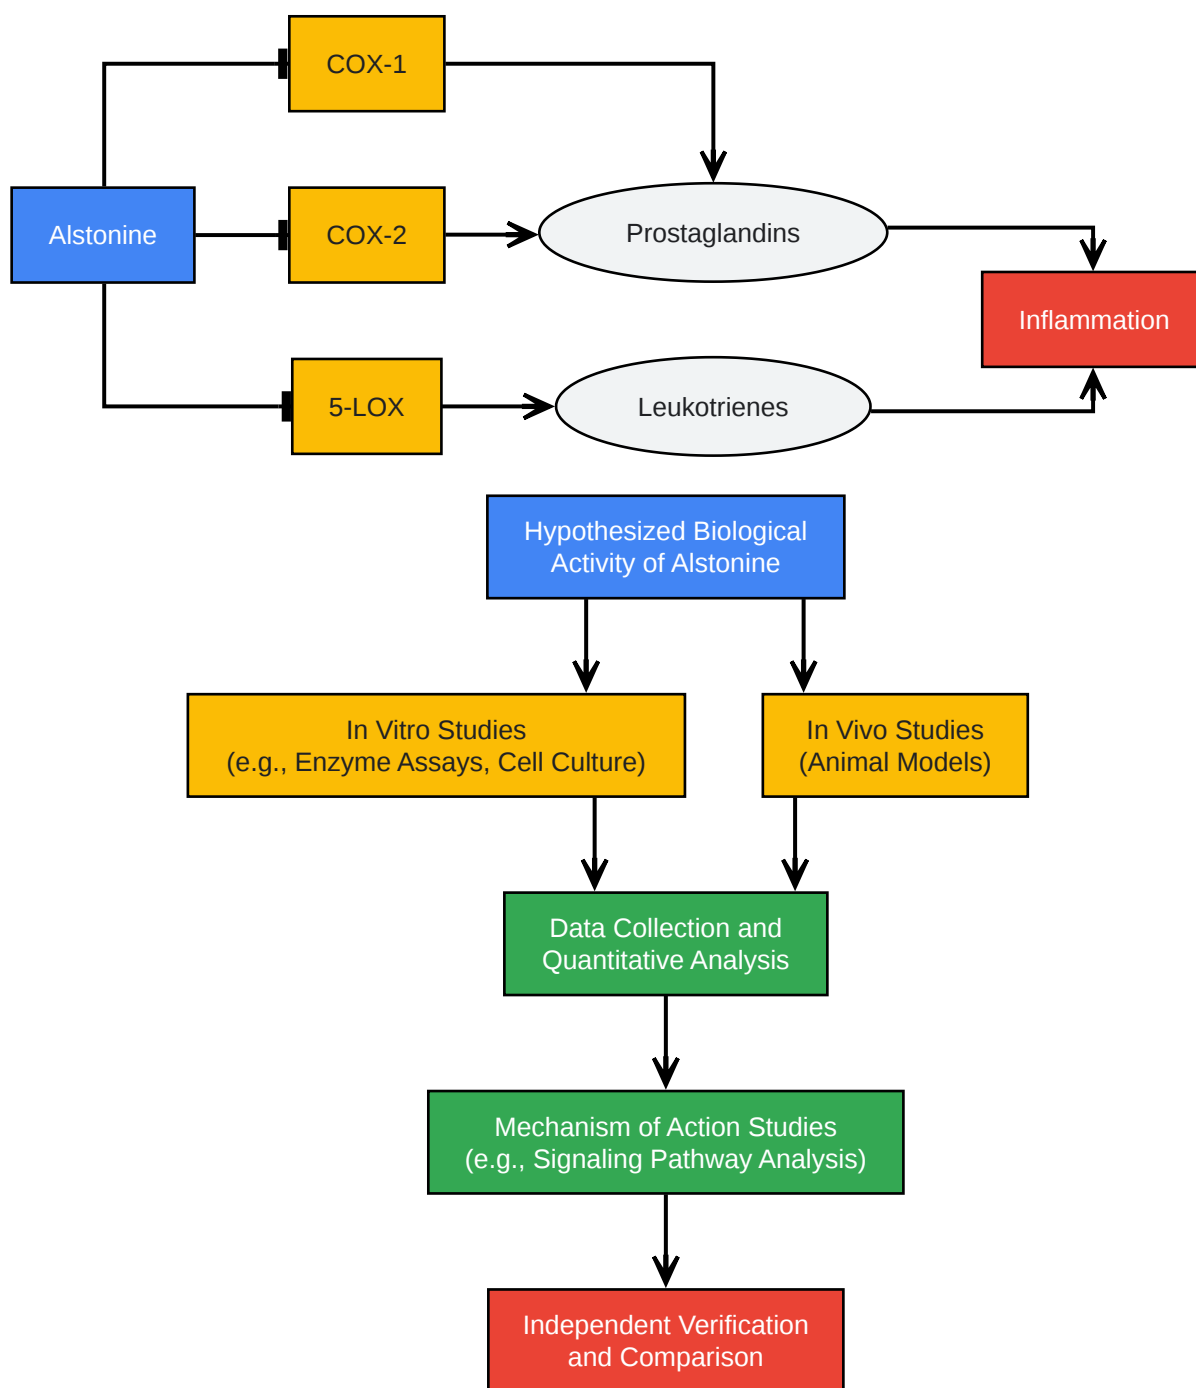 COX-1
Alstonine
COX-2
Prostaglandins
Inflammation
5-LOX
Leukotrienes
Hypothesized Biological
Activity of Alstonine
In Vitro Studies
(e.g., Enzyme Assays, Cell Culture)
In Vivo Studies
(Animal Models)
Data Collection and
Quantitative Analysis
Mechanism of Action Studies
(e.g., Signaling Pathway Analysis)
Independent Verification
and Comparison